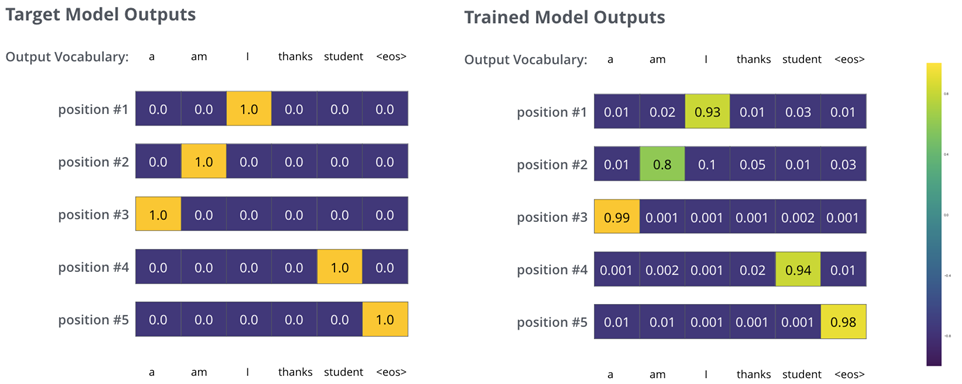 Target Model Outputs
Output Vocabulary: a am I thanks student <eos>
position #1 0.0 0.0 1.0 0.0 0.0 0.0
position #2 0.0 1.0 0.0 0.0 0.0 0.0
position #3 1.0 0.0 0.0 0.0 0.0 0.0
position #4 0.0 0.0 0.0 0.0 1.0 0.0
position #5 0.0 0.0 0.0 0.0 0.0 1.0
a am I thanks student <eos>
Trained Model Outputs
Output Vocabulary: a am I thanks student <eos>
position #1 0.01 0.02 0.93 0.01 0.03 0.01
position #2 0.01 0.8 0.1 0.05 0.01 0.03
position #3 0.99 0.001 0.001 0.001 0.002 0.001
position #4 0.001 0.002 0.001 0.02 0.94 0.01
position #5 0.01 0.01 0.001 0.001 0.001 0.98
a am I thanks student <eos>